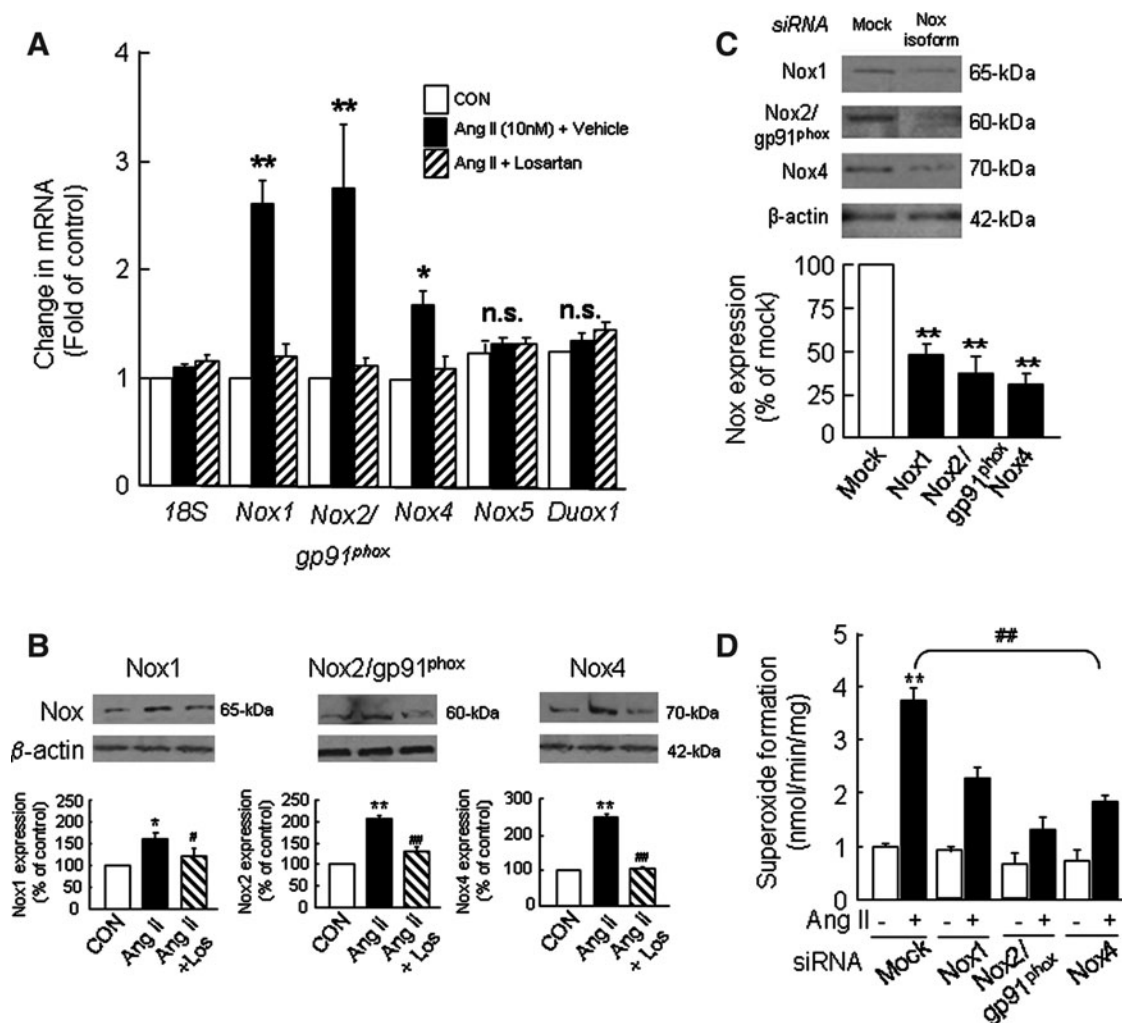 A
Change in mRNA
(Fold of control)
4
3
2
1
0
CON
Ang II (10nM) + Vehicle
Ang II + Losartan
**
**
*
n.s.
n.s.
18S
Nox1
Nox2/
gp91phox
Nox4
Nox5
Duox1
B
Nox1
Nox2/gp91phox
Nox4
Nox
65-kDa
60-kDa
70-kDa
β-actin
42-kDa
Nox1 expression
(% of control)
250
200
150
100
50
0
*
#
CON
Ang II
Ang II
+Los
Nox2 expression
(% of control)
250
200
150
100
50
0
**
##
CON
Ang II
Ang II
+ Los
Nox4 expression
(% of control)
300
200
100
0
**
##
CON
Ang II
Ang II
+Los
C
siRNA
Mock
Nox
isoform
Nox1
65-kDa
Nox2/
gp91phox
60-kDa
Nox4
70-kDa
β-actin
42-kDa
Nox expression
(% of mock)
100
75
50
25
0
**
**
**
Mock
Nox1
Nox2/
gp91phox
Nox4
D
Superoxide formation
(nmol/min/mg)
5
4
3
2
1
0
**
##
Ang II - + - + - + - +
siRNA
Mock
Nox1
Nox2/
gp91phox
Nox4